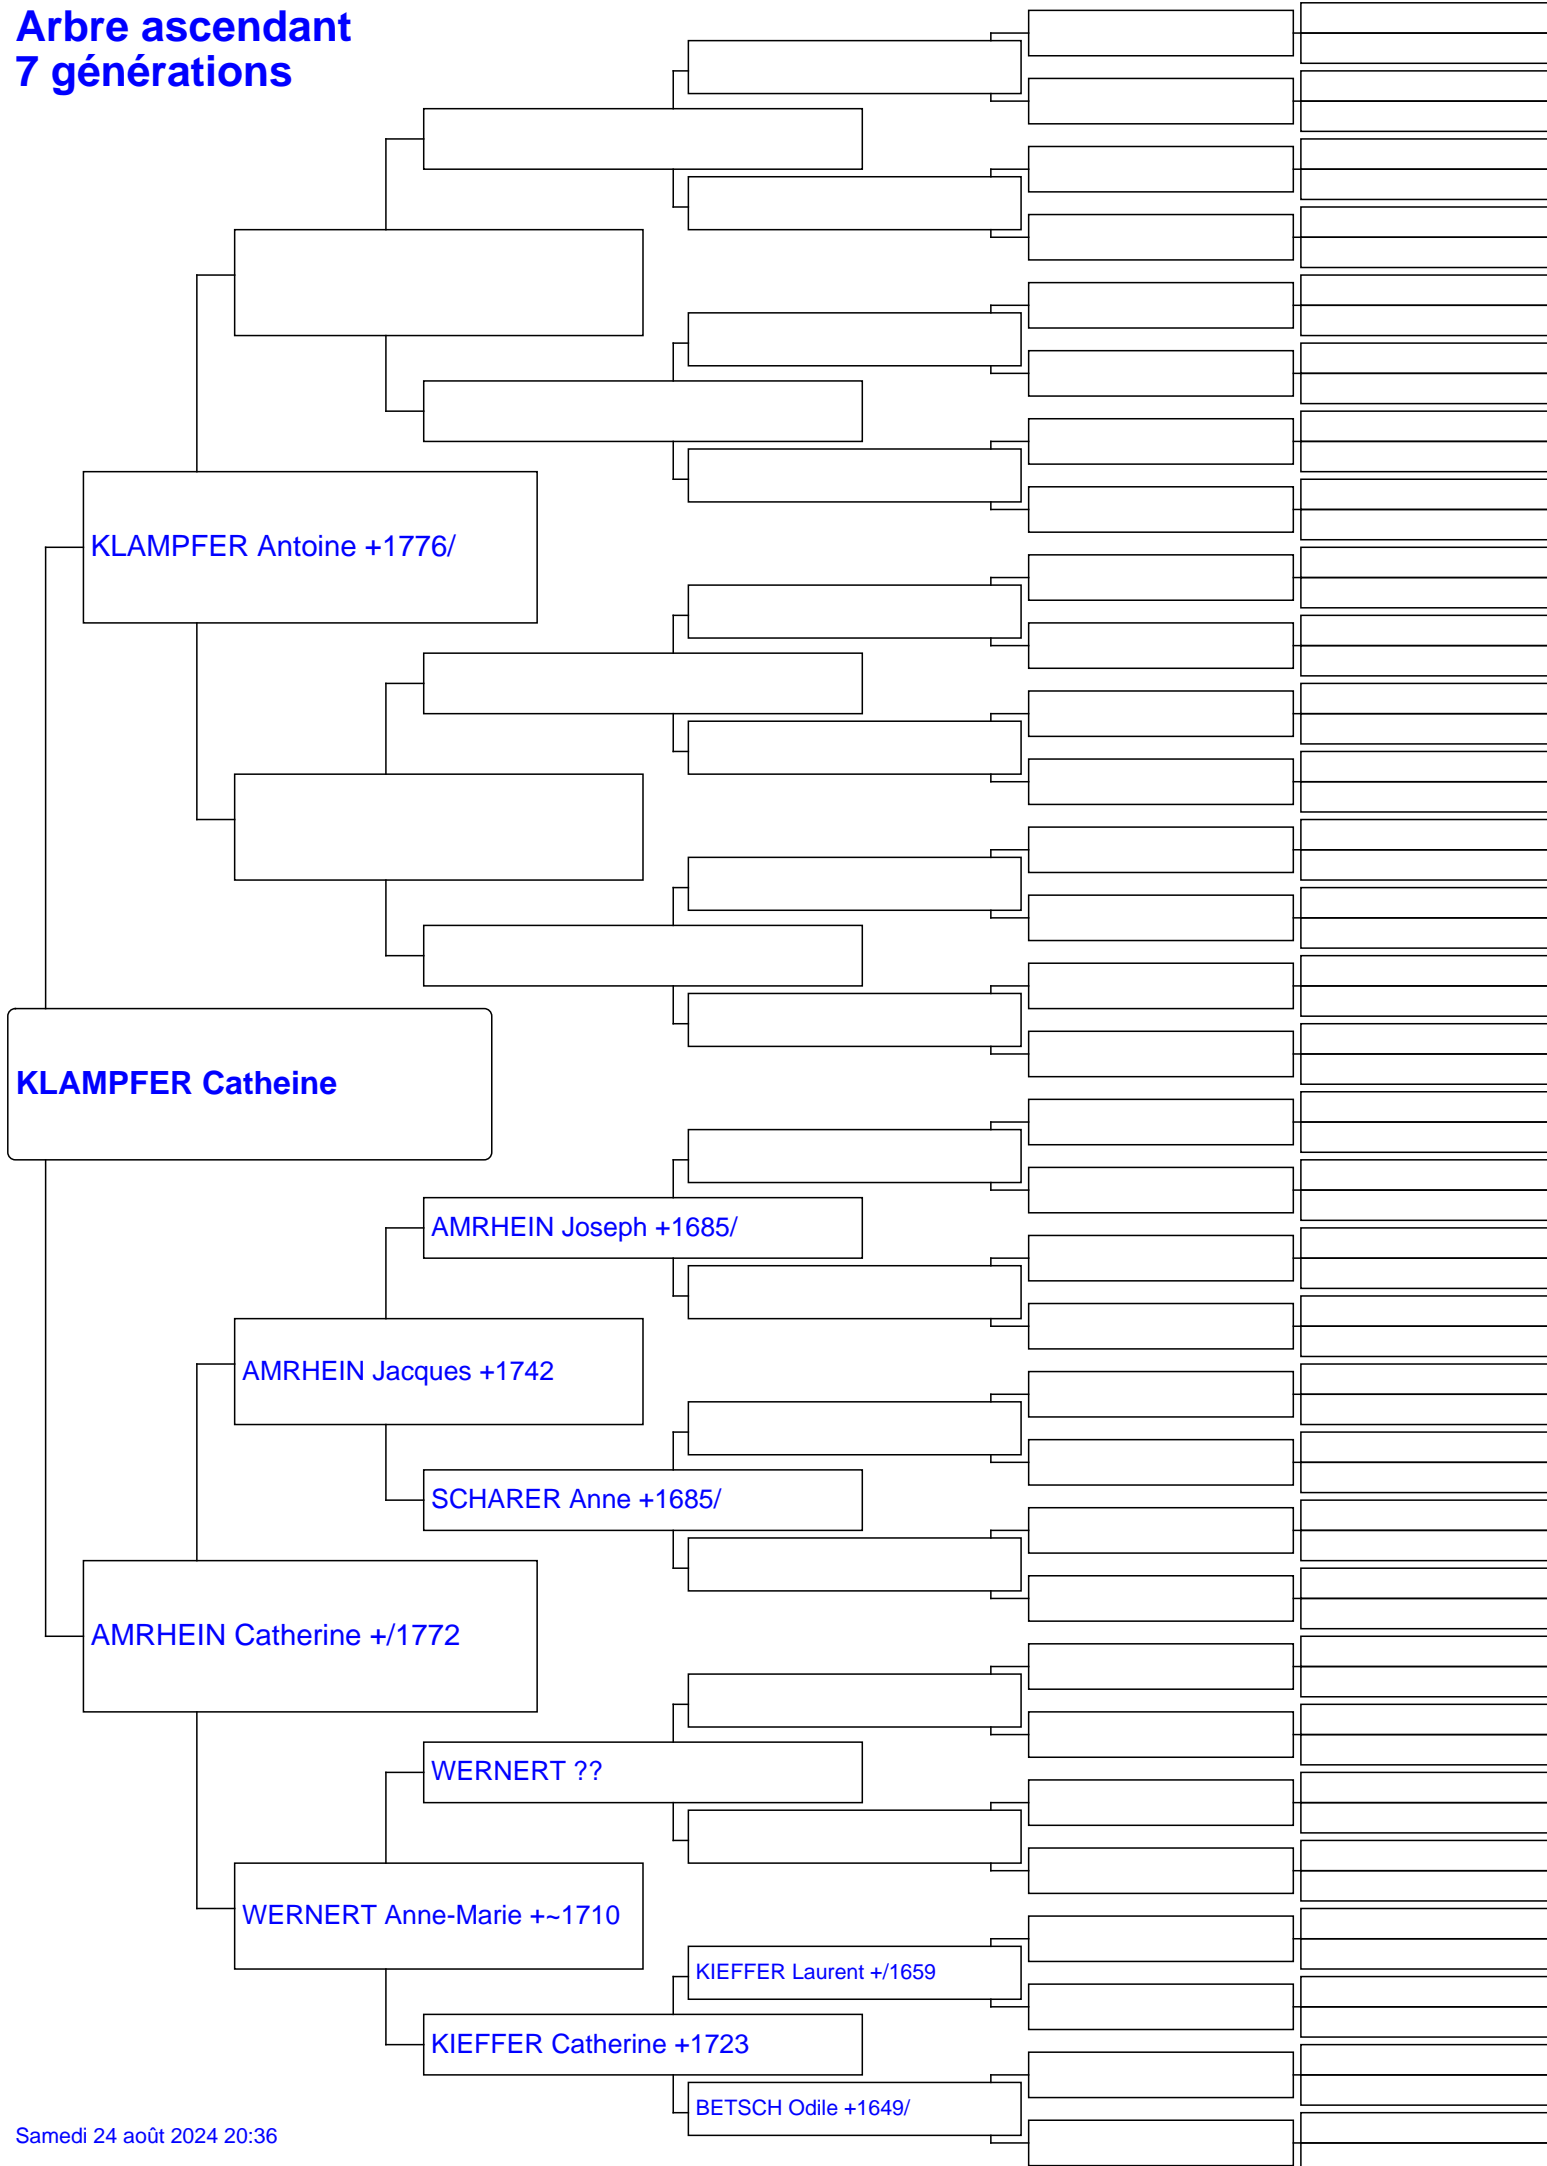 Arbre ascendant
7 générations
KLAMPFER Antoine +1776/
KLAMPFER Catheine
AMRHEIN Joseph +1685/
AMRHEIN Jacques +1742
SCHARER Anne +1685/
AMRHEIN Catherine +/1772
WERNERT ??
WERNERT Anne-Marie +~1710
KIEFFER Laurent +/1659
KIEFFER Catherine +1723
BETSCH Odile +1649/
Samedi 24 août 2024 20:36